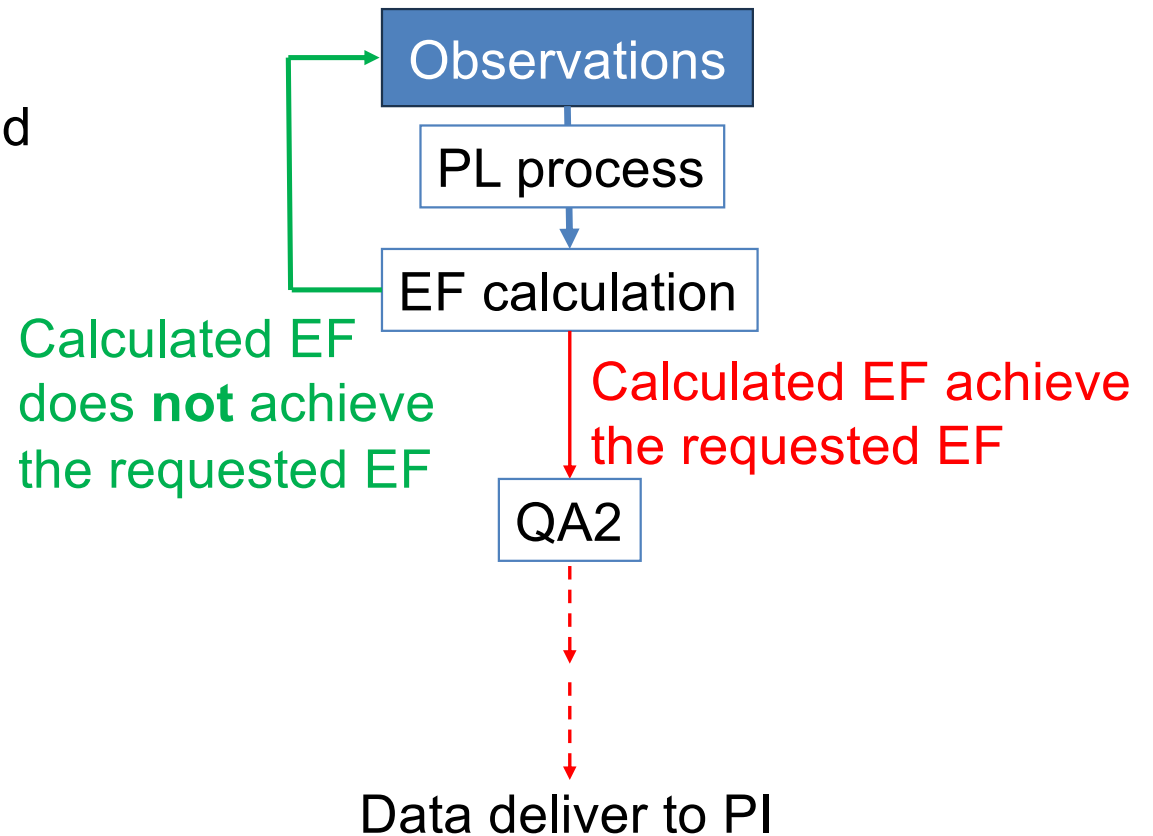 Observations
d
PL process
EF calculation
Calculated EF
does not achieve
the requested EF
Calculated EF achieve
the requested EF
QA2
Data deliver to PI